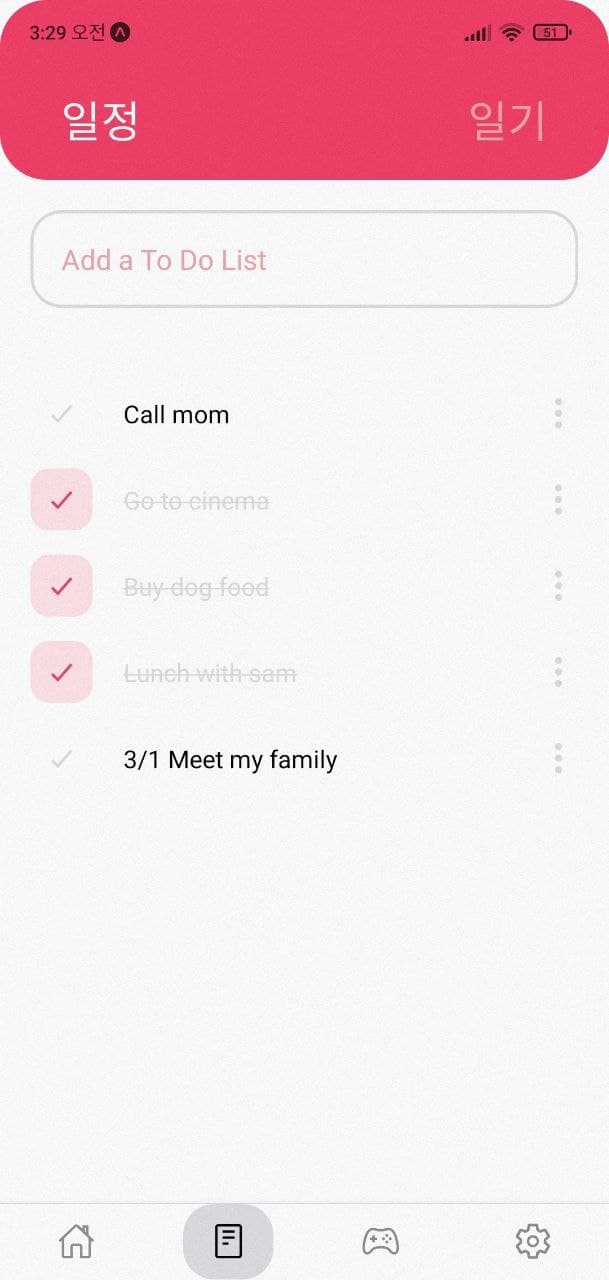 3:29 오전
51
일정
일기
Add a To Do List
Call mom
Go to cinema
Buy dog food
Lunch with sam
3/1 Meet my family